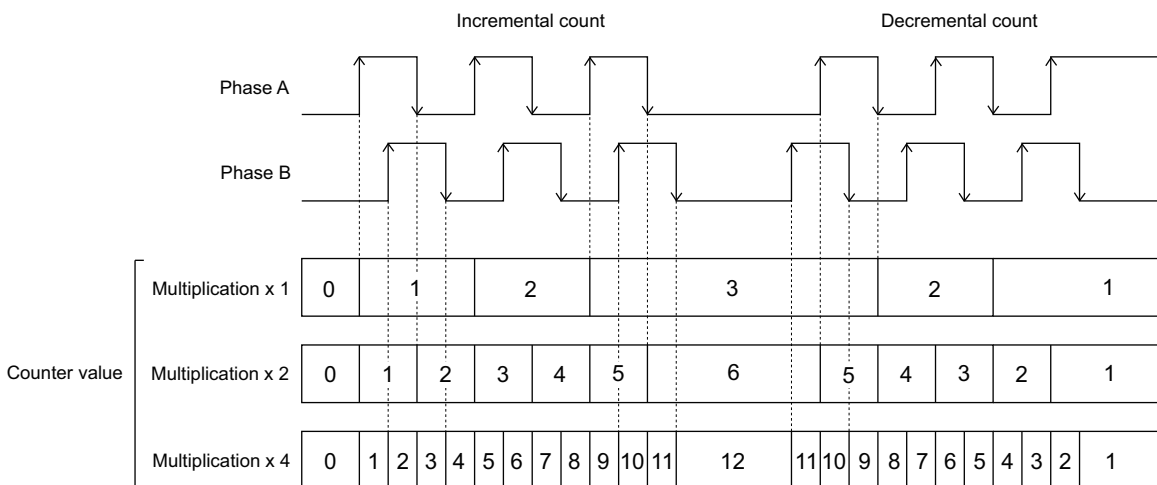 Incremental count Decremental count
Phase A
Phase B
Multiplication x 1 0 1 2 3 2 1
Counter value Multiplication x 2 0 1 2 3 4 5 6 5 4 3 2 1
Multiplication x 4 0 1 2 3 4 5 6 7 8 9 10 11 12 11 10 9 8 7 6 5 4 3 2 1